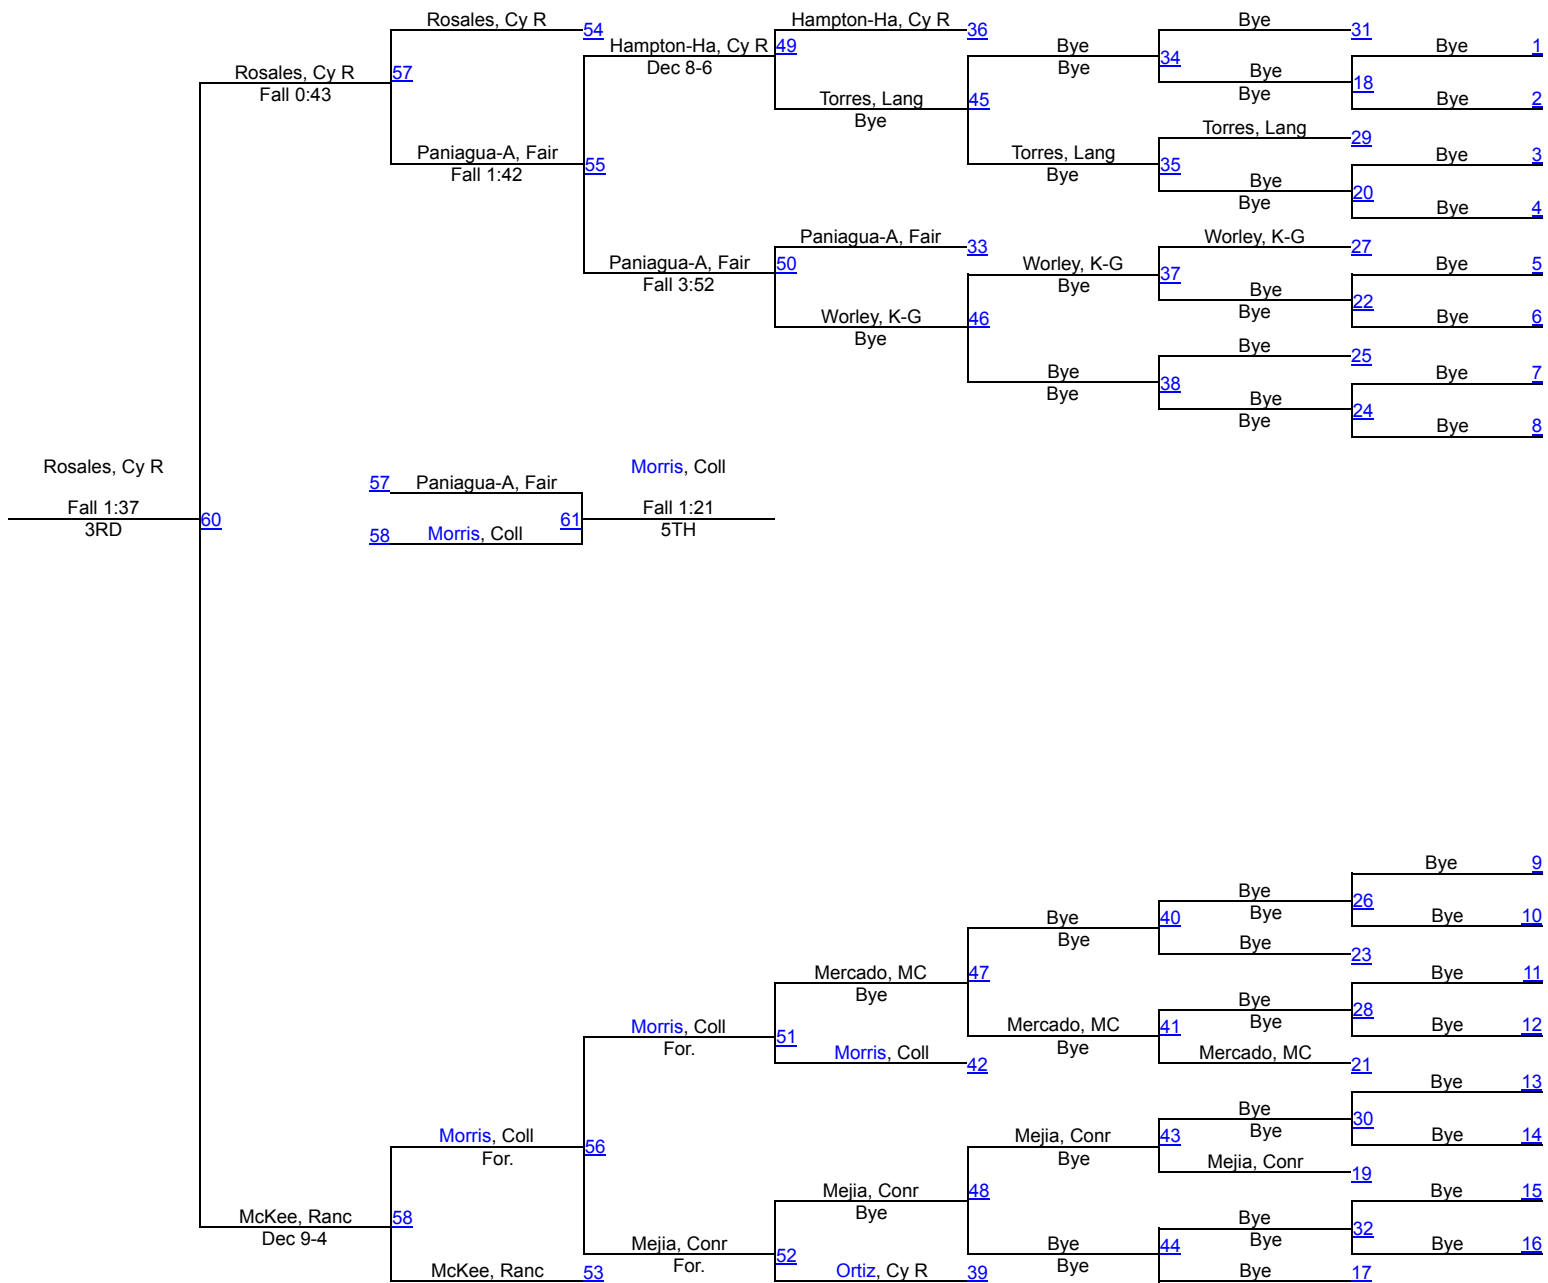 Rosales, Cy R 54 Hampton-Ha, Cy R 36 Bye 31
Hampton-Ha, Cy R 49 Bye Bye 1
Rosales, Cy R 57 Dec 8-6 Bye 34 Bye 18
Fall 0:43 Torres, Lang 45 Bye Bye 2
Bye Torres, Lang 29
Paniagua-A, Fair 55 Torres, Lang 35 Bye 3
Fall 1:42 Bye Bye 20
Bye Bye 4
Paniagua-A, Fair 33 Worley, K-G 27
Paniagua-A, Fair 50 Worley, K-G 37 Bye 5
Fall 3:52 Bye Bye 22
Worley, K-G 46 Bye Bye 6
Bye Bye 25
Bye 38 Bye 7
Bye Bye 24
Bye Bye 8
Rosales, Cy R Morris, Coll
57 Paniagua-A, Fair
Fall 1:37 60 61 Fall 1:21
3RD 58 Morris, Coll 5TH
Bye 9
Bye 26
Bye 40 Bye Bye 10
Bye Bye 23
Mercado, MC 47 Bye 11
Bye Bye 28
Morris, Coll 51 Mercado, MC 41 Bye Bye 12
For. Morris, Coll 42 Bye Mercado, MC 21
Bye 13
Bye 30
Morris, Coll 56 Mejia, Conr 43 Bye Bye 14
For. Bye Mejia, Conr 19
Mejia, Conr 48 Bye 15
McKee, Ranc 58 Bye Bye 32
Dec 9-4 Mejia, Conr 52 Bye 44 Bye Bye 16
McKee, Ranc 53 For. Ortiz, Cy R 39 Bye Bye 17